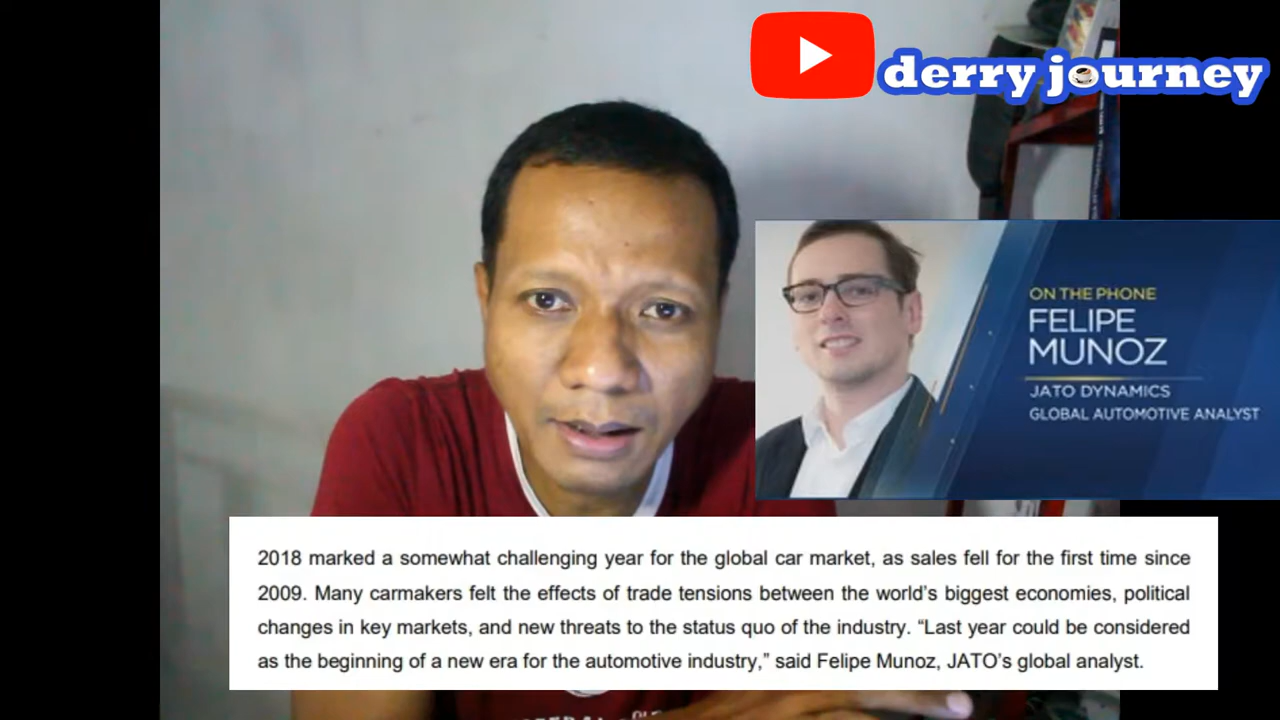 derry journey
ON THE PHONE
FELIPE
MUNOZ
JATO DYNAMICS
GLOBAL AUTOMOTIVE ANALYST
2018 marked a somewhat challenging year for the global car market, as sales fell for the first time since
2009. Many carmakers felt the effects of trade tensions between the world’s biggest economies, political
changes in key markets, and new threats to the status quo of the industry. “Last year could be considered
as the beginning of a new era for the automotive industry,” said Felipe Munoz, JATO’s global analyst.